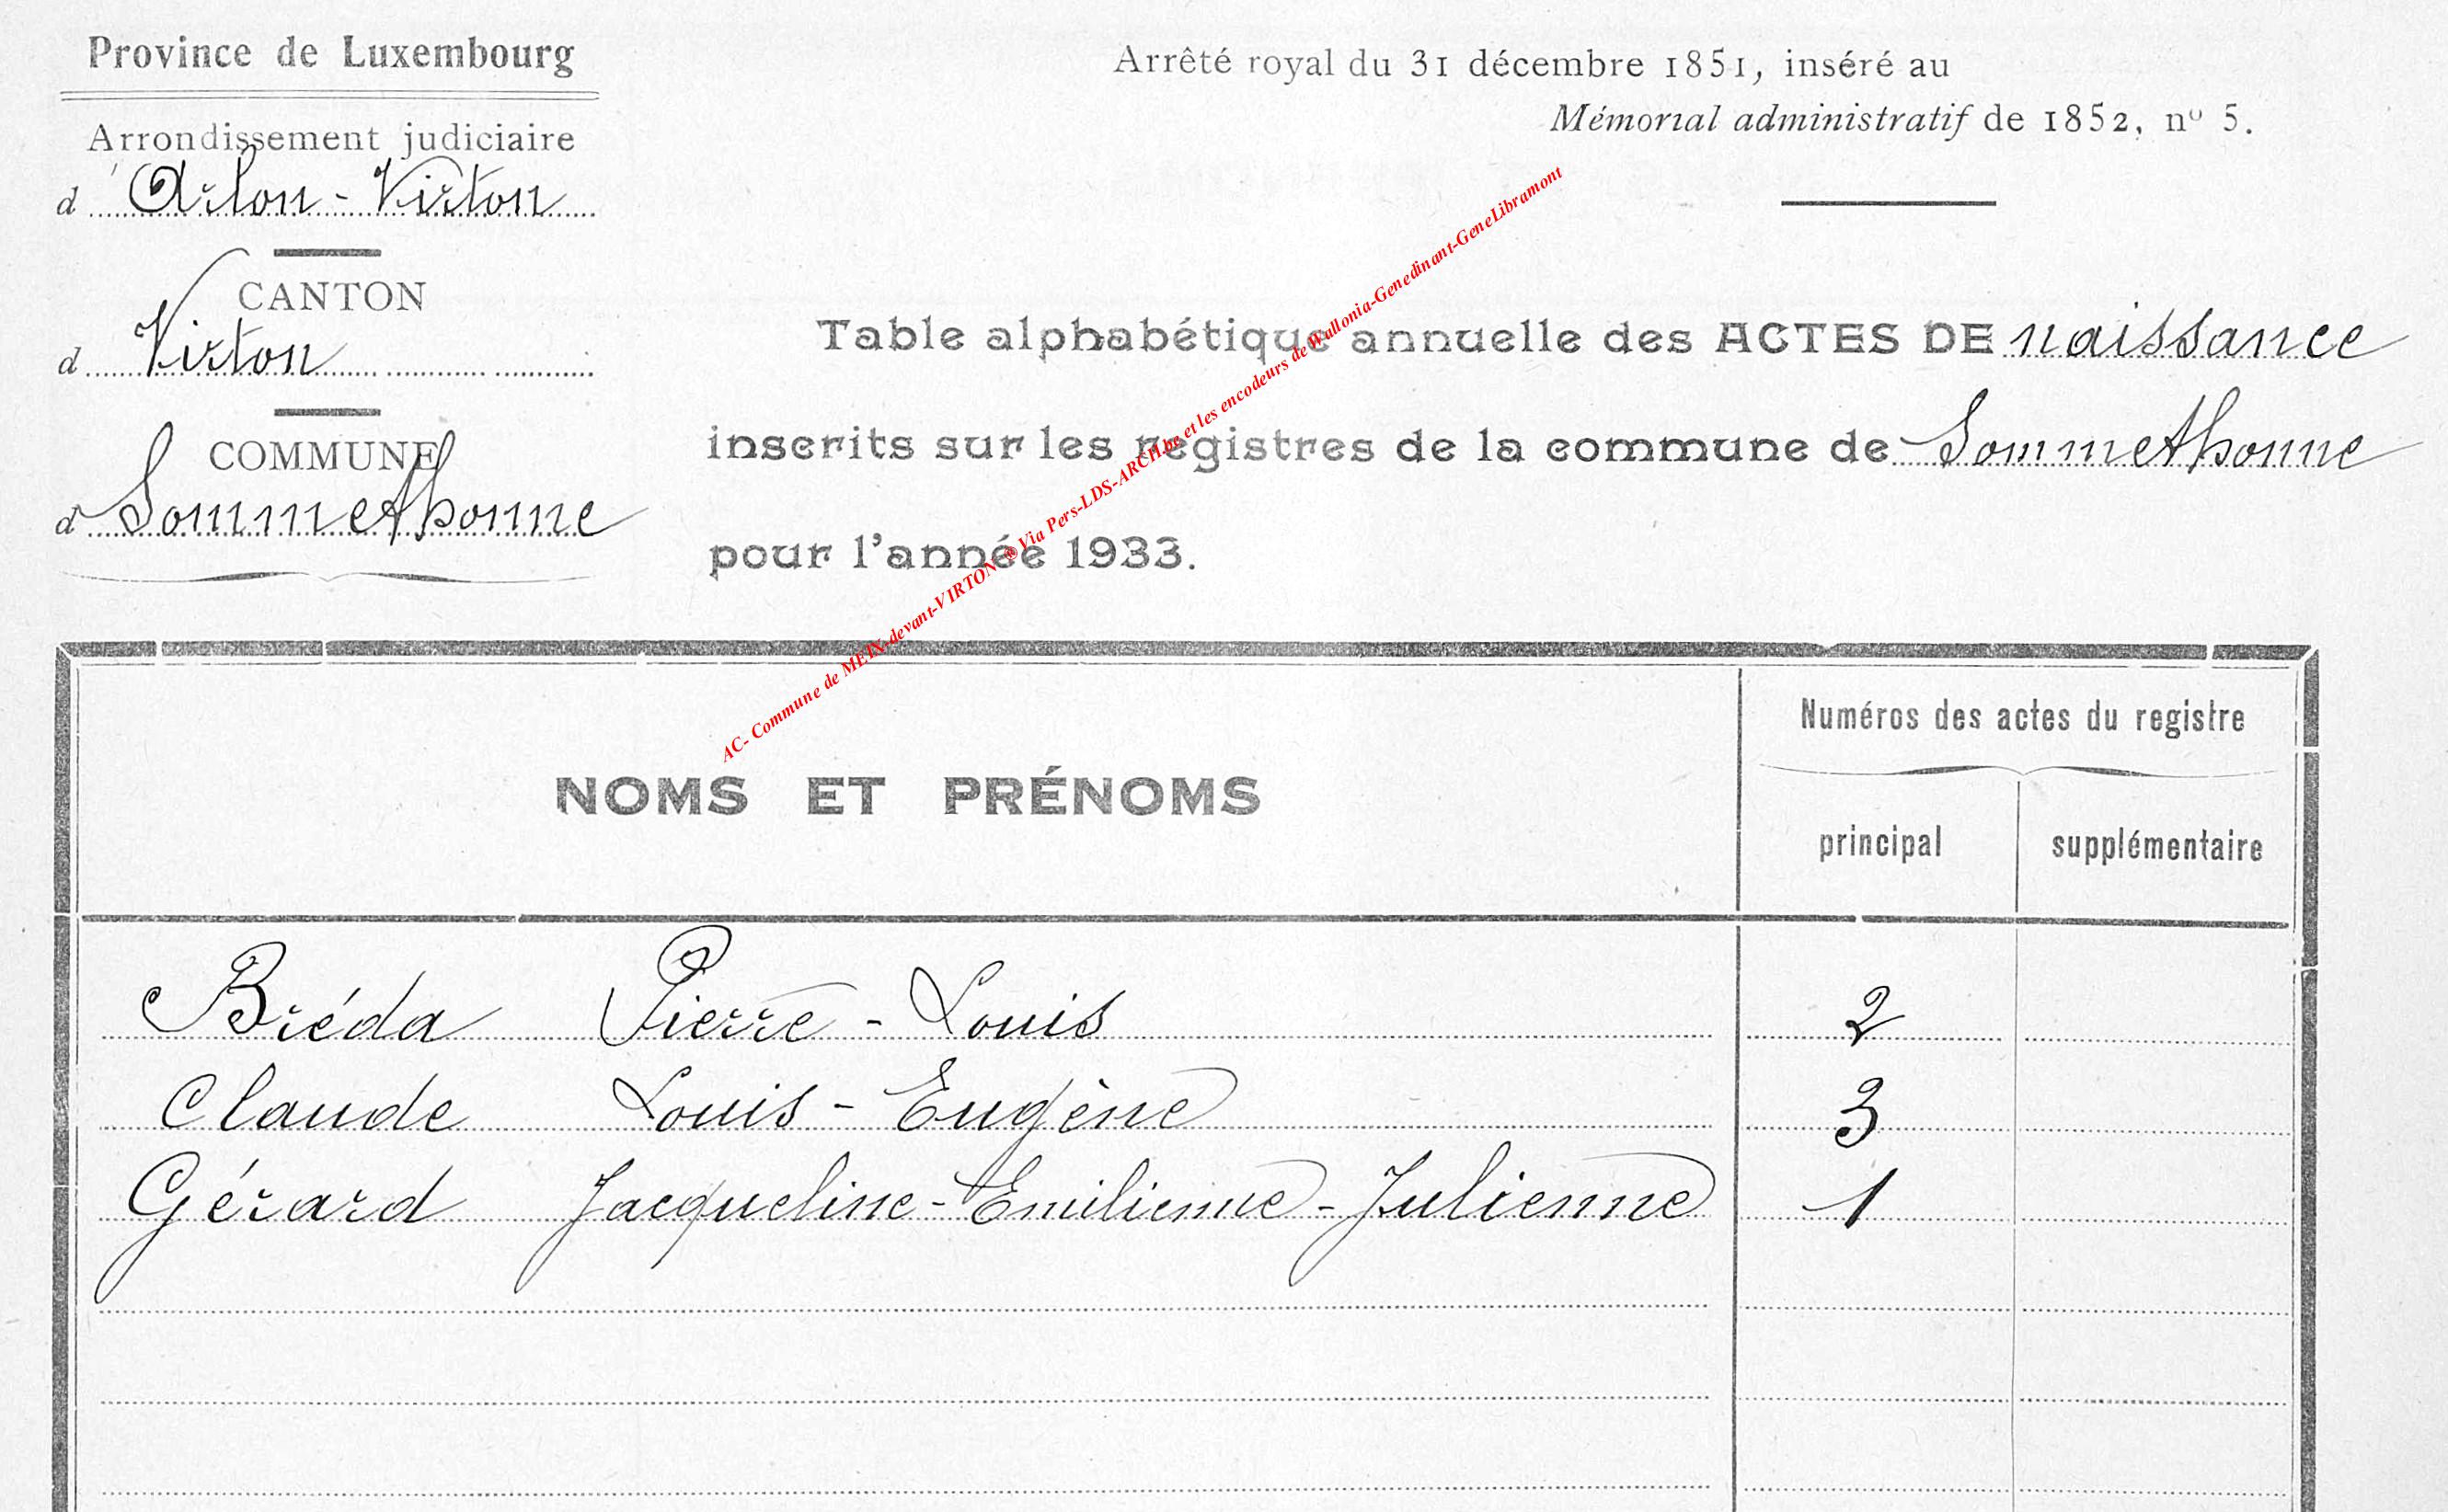 Province de Luxembourg
Arrondissement judiciaire
d'Arlon - Virton
CANTON
d Virton
COMMUNE
d Sommethonne
Arrêté royal du 31 décembre 1851, inséré au
Mémorial administratif de 1852, nº 5.
Table alphabétique annuelle des ACTES DE naissance
inscrits sur les registres de la commune de Sommethonne
pour l'année 1933.
AC- Commune de MEIX-devant-VIRTON ® Via Pers-LDS-ARCH.be et les encodeurs de Wallonia-Genedinant-GeneLibramont
NOMS ET PRÉNOMS
Numéros des actes du registre
principal supplémentaire
Bréda Pierre - Louis 2
Claude Louis - Eugène 3
Gérard Jacqueline - Emilienne - Julienne 1